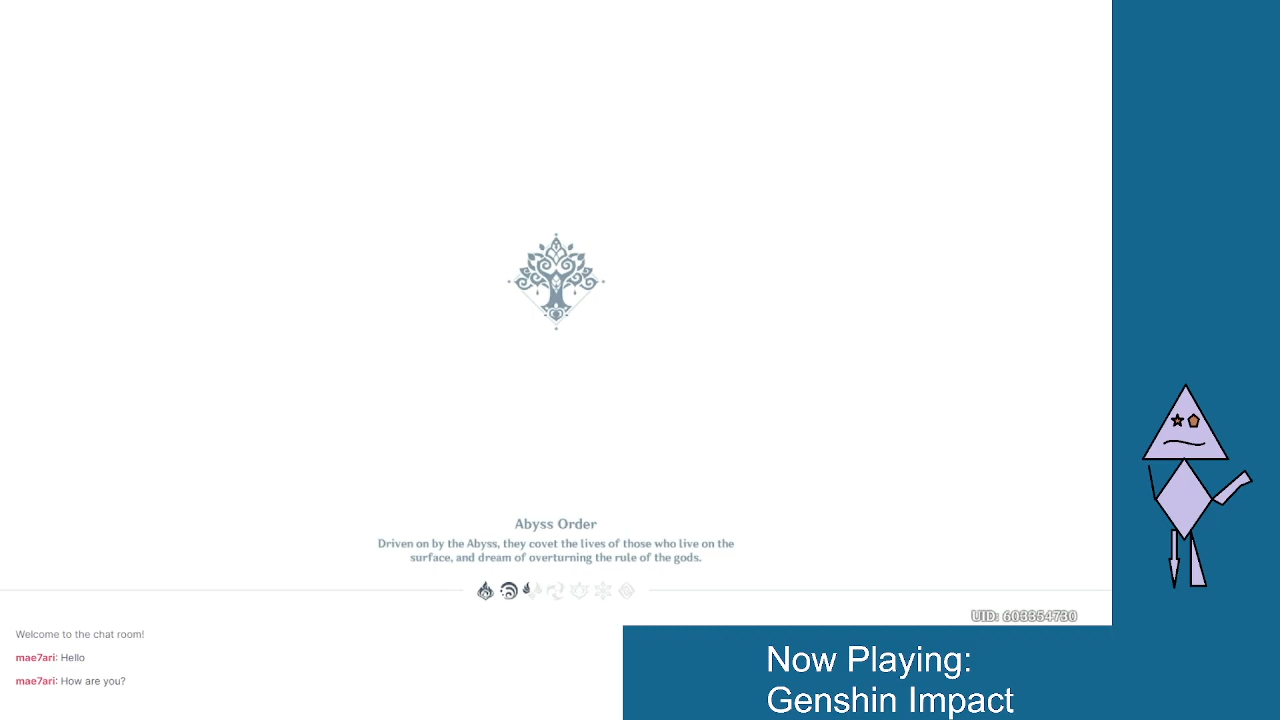 Abyss Order
Driven on by the Abyss, they covet the lives of those who live on the
surface, and dream of overturning the rule of the gods.
UID: 603354730
Welcome to the chat room!
mae7ari: Hello
mae7ari: How are you?
Now Playing:
Genshin Impact